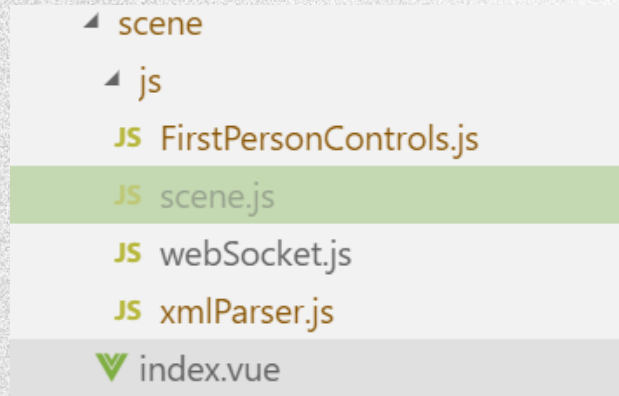 scene
js
JS FirstPersonControls.js
JS scene.js
JS webSocket.js
JS xmlParser.js
index.vue